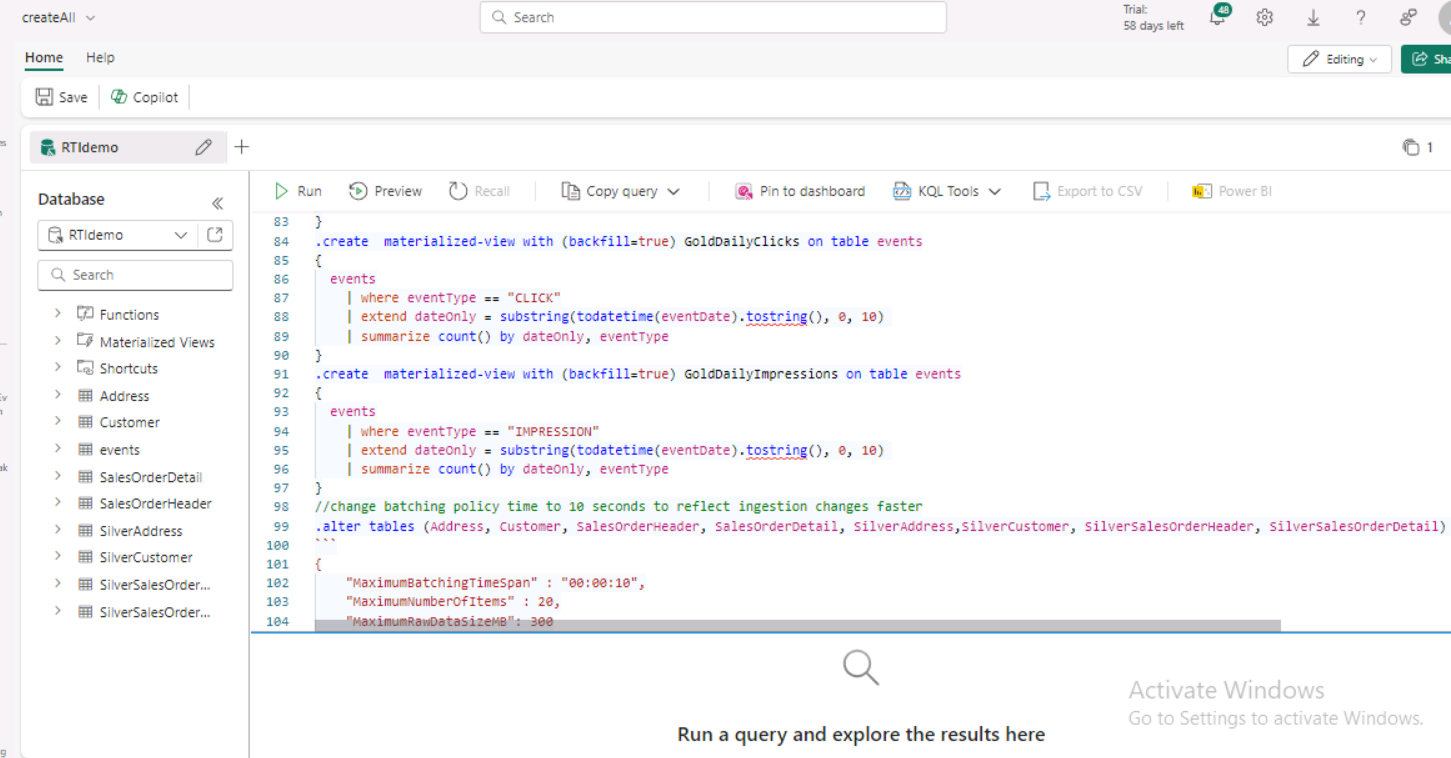 createAll
Search
Trial:
58 days left
48
Home
Help
Editing
Save
Copilot
RTIdemo
1
Database
RTIdemo
Search
Functions
Materialized Views
Shortcuts
Address
Customer
events
SalesOrderDetail
SalesOrderHeader
SilverAddress
SilverCustomer
SilverSalesOrder...
SilverSalesOrder...
Run
Preview
Recall
Copy query
Pin to dashboard
KQL Tools
Export to CSV
Power BI
83 }
84 .create  materialized-view with (backfill=true) GoldDailyClicks on table events
85 {
86 events
87 | where eventType == "CLICK"
88 | extend dateOnly = substring(todatetime(eventDate).tostring(), 0, 10)
89 | summarize count() by dateOnly, eventType
90 }
91 .create  materialized-view with (backfill=true) GoldDailyImpressions on table events
92 {
93 events
94 | where eventType == "IMPRESSION"
95 | extend dateOnly = substring(todatetime(eventDate).tostring(), 0, 10)
96 | summarize count() by dateOnly, eventType
97 }
98 //change batching policy time to 10 seconds to reflect ingestion changes faster
99 .alter tables (Address, Customer, SalesOrderHeader, SalesOrderDetail, SilverAddress,SilverCustomer, SilverSalesOrderHeader, SilverSalesOrderDetail)
100 ```
101 {
102 "MaximumBatchingTimeSpan" : "00:00:10",
103 "MaximumNumberOfItems" : 20,
104 "MaximumRawDataSizeMB": 300
Run a query and explore the results here
Activate Windows
Go to Settings to activate Windows.